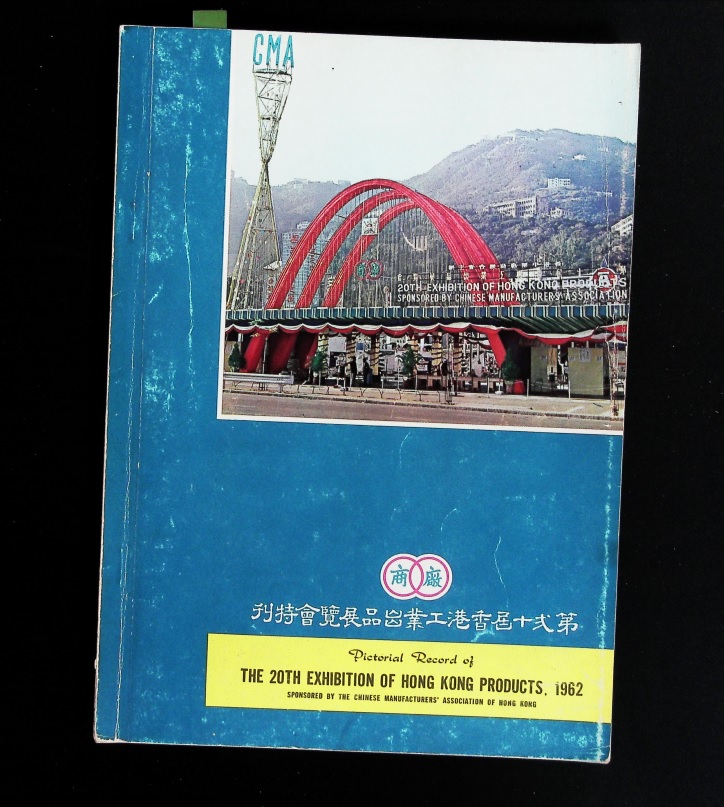 CMA
20TH EXHIBITION OF HONG KONG PRODUCTS
SPONSORED BY CHINESE MANUFACTURERS' ASSOCIATION
商廠
刊特會覽展品出業工港香屆十弍第
Pictorial Record of
THE 20TH EXHIBITION OF HONG KONG PRODUCTS, 1962
SPONSORED BY THE CHINESE MANUFACTURERS' ASSOCIATION OF HONG KONG